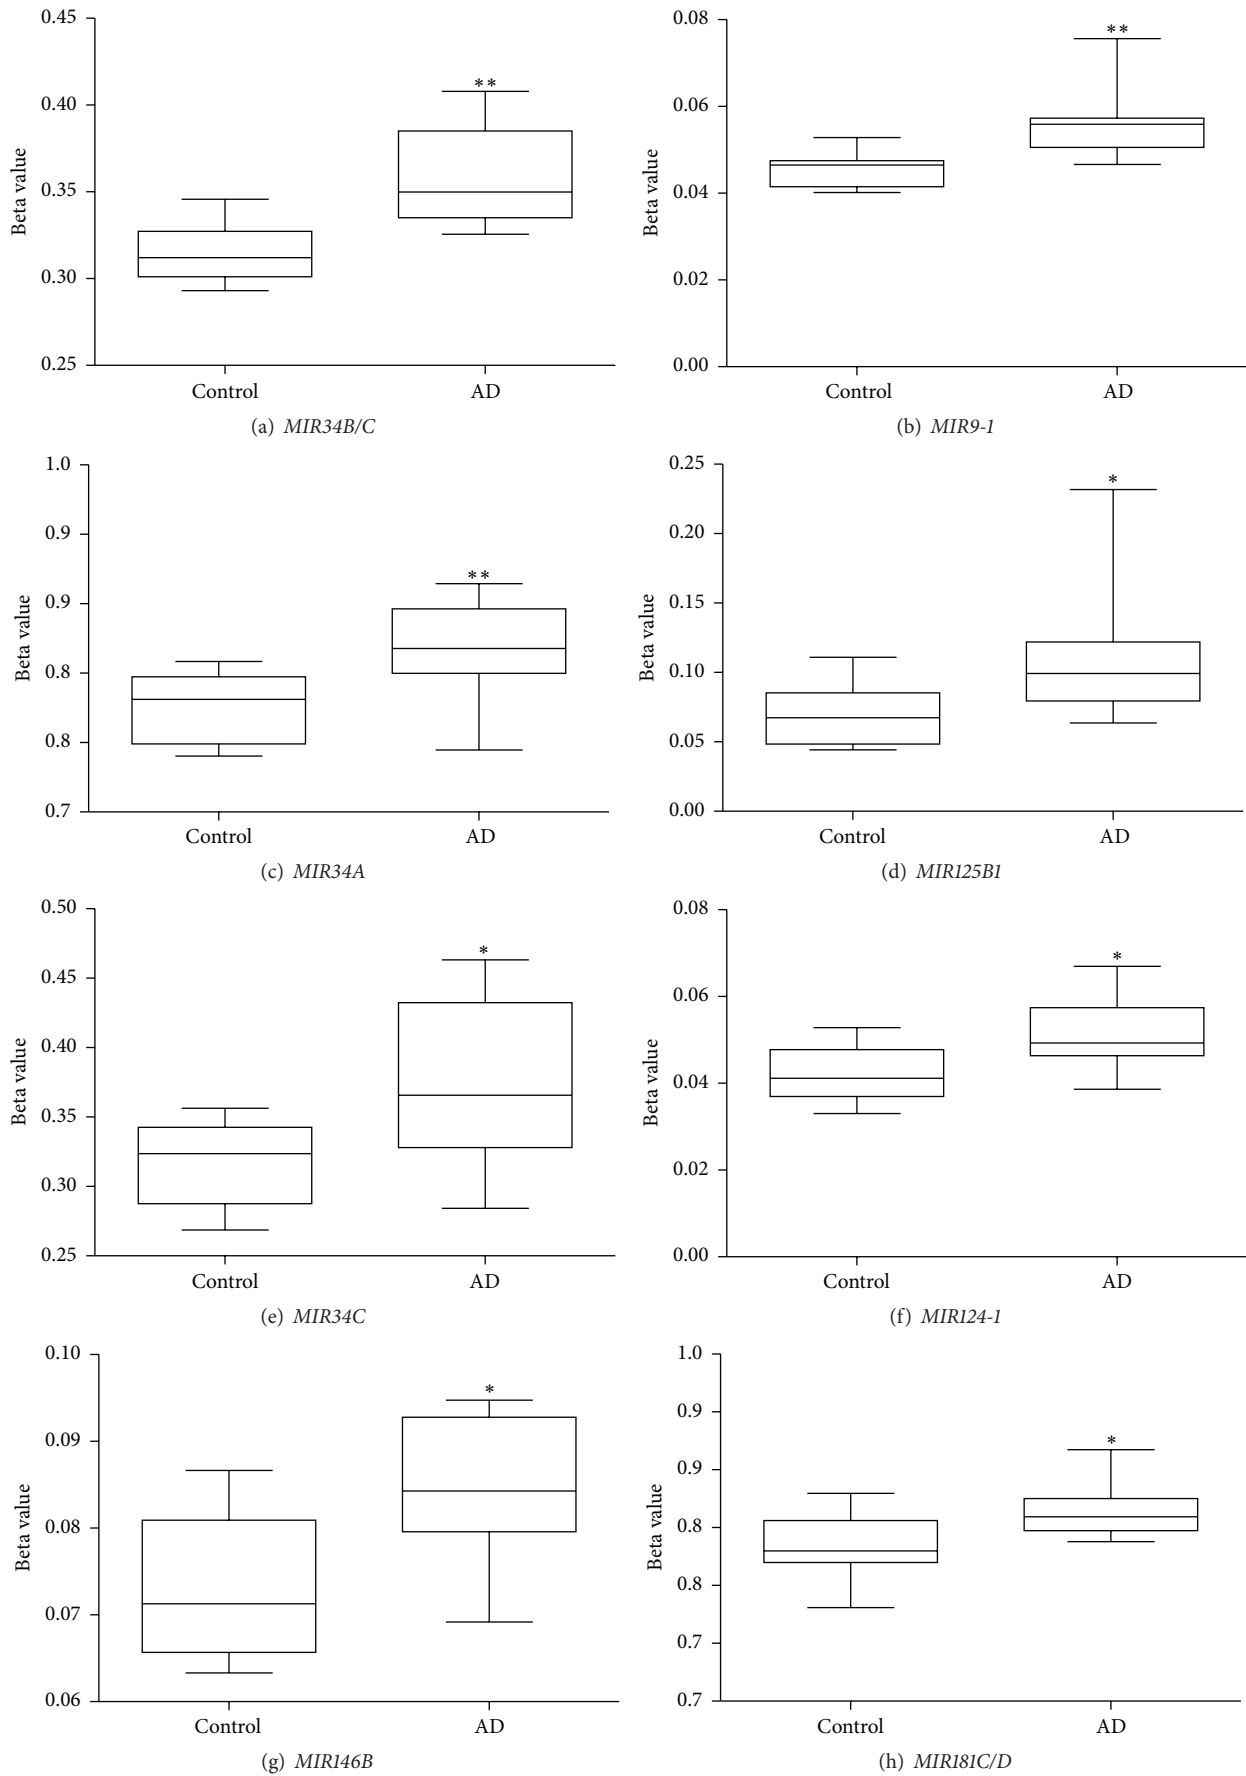 0.45
0.40
0.35
0.30
0.25
Beta value
**
Control AD
(a) MIR34B/C
0.08
0.06
0.04
0.02
0.00
Beta value
**
Control AD
(b) MIR9-1
1.0
0.9
0.9
0.8
0.8
0.7
Beta value
**
Control AD
(c) MIR34A
0.25
0.20
0.15
0.10
0.05
0.00
Beta value
*
Control AD
(d) MIR125B1
0.50
0.45
0.40
0.35
0.30
0.25
Beta value
*
Control AD
(e) MIR34C
0.08
0.06
0.04
0.02
0.00
Beta value
*
Control AD
(f) MIR124-1
0.10
0.09
0.08
0.07
0.06
Beta value
*
Control AD
(g) MIR146B
1.0
0.9
0.9
0.8
0.8
0.7
0.7
Beta value
*
Control AD
(h) MIR181C/D